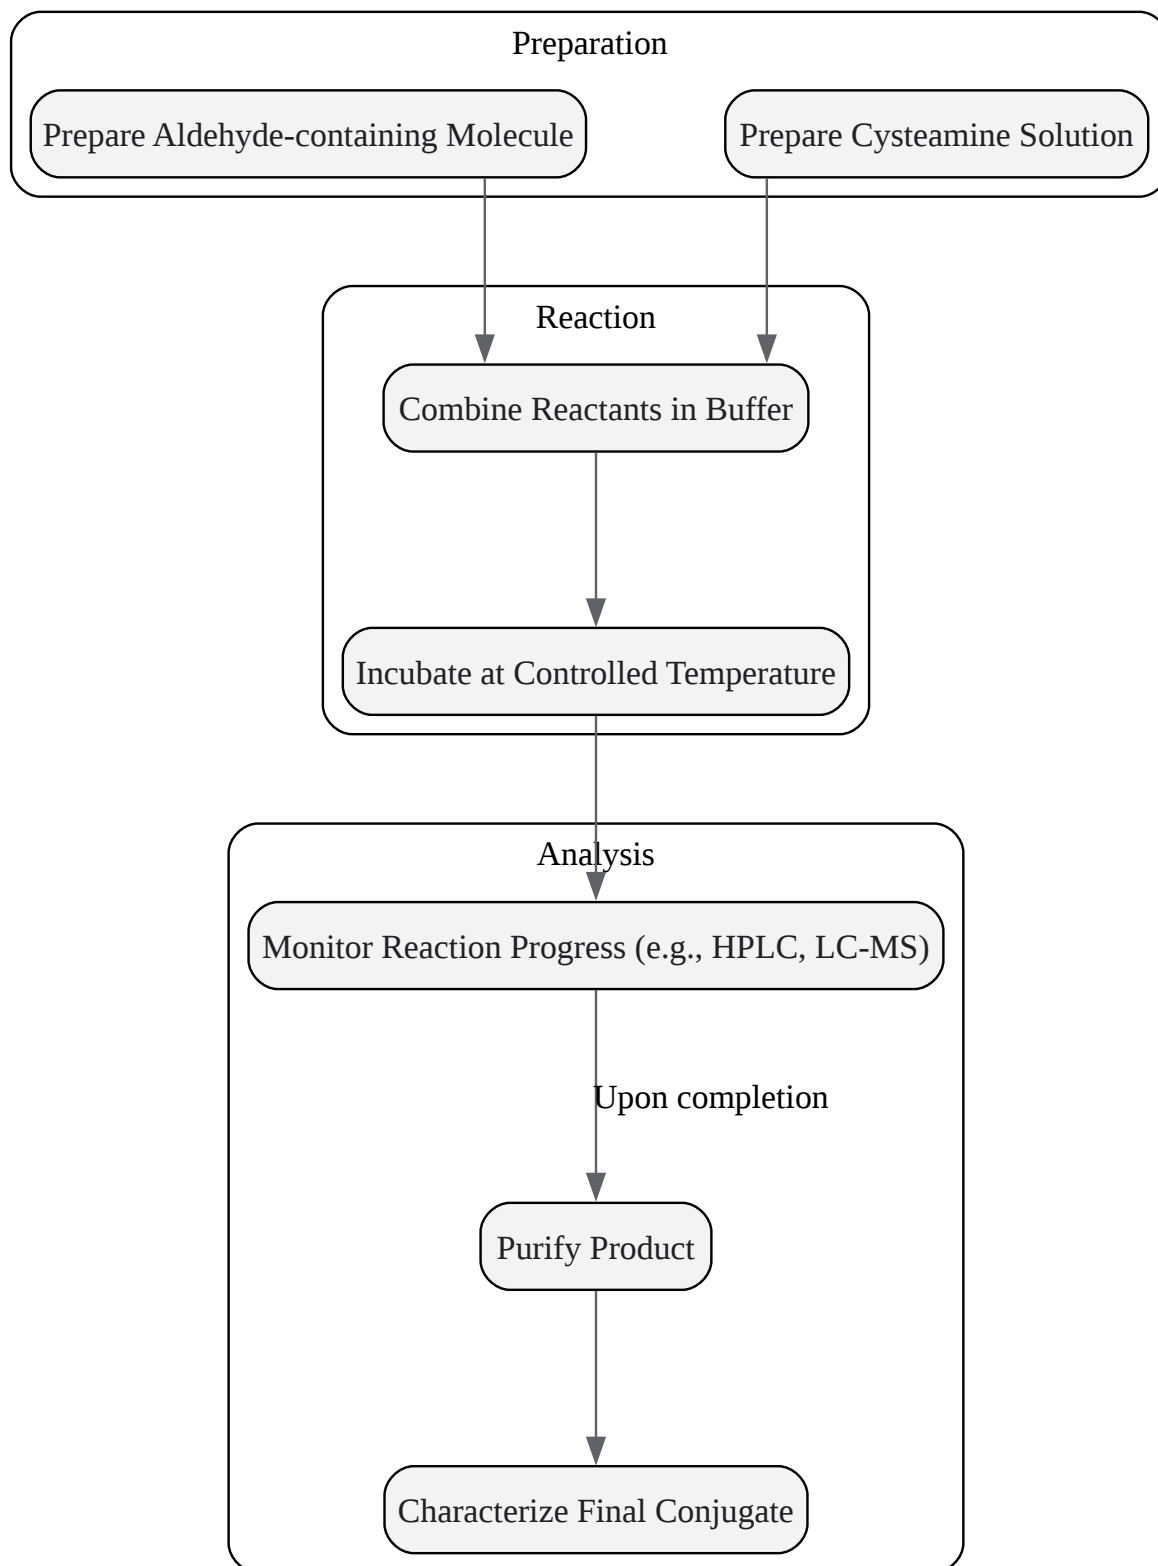 Preparation
Prepare Aldehyde-containing Molecule
Prepare Cysteamine Solution
Reaction
Combine Reactants in Buffer
Incubate at Controlled Temperature
Analysis
Monitor Reaction Progress (e.g., HPLC, LC-MS)
Upon completion
Purify Product
Characterize Final Conjugate